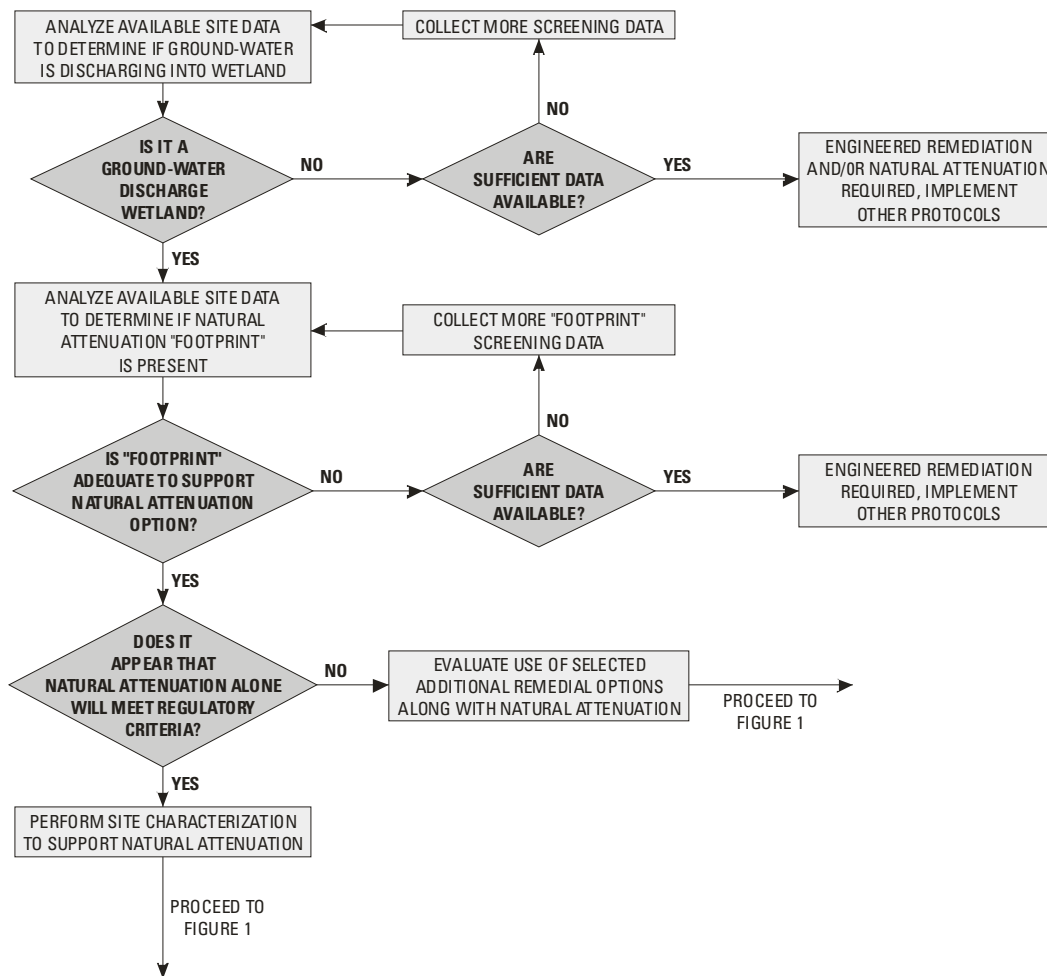 ANALYZE AVAILABLE SITE DATA
TO DETERMINE IF GROUND-WATER
IS DISCHARGING INTO WETLAND
COLLECT MORE SCREENING DATA
NO
IS IT A
GROUND-WATER
DISCHARGE
WETLAND?
NO
ARE
SUFFICIENT DATA
AVAILABLE?
YES
ENGINEERED REMEDIATION
AND/OR NATURAL ATTENUATION
REQUIRED, IMPLEMENT
OTHER PROTOCOLS
YES
ANALYZE AVAILABLE SITE DATA
TO DETERMINE IF NATURAL
ATTENUATION "FOOTPRINT"
IS PRESENT
COLLECT MORE "FOOTPRINT"
SCREENING DATA
NO
IS "FOOTPRINT"
ADEQUATE TO SUPPORT
NATURAL ATTENUATION
OPTION?
NO
ARE
SUFFICIENT DATA
AVAILABLE?
YES
ENGINEERED REMEDIATION
REQUIRED, IMPLEMENT
OTHER PROTOCOLS
YES
DOES IT
APPEAR THAT
NATURAL ATTENUATION ALONE
WILL MEET REGULATORY
CRITERIA?
NO
EVALUATE USE OF SELECTED
ADDITIONAL REMEDIAL OPTIONS
ALONG WITH NATURAL ATTENUATION
PROCEED TO
FIGURE 1
YES
PERFORM SITE CHARACTERIZATION
TO SUPPORT NATURAL ATTENUATION
PROCEED TO
FIGURE 1